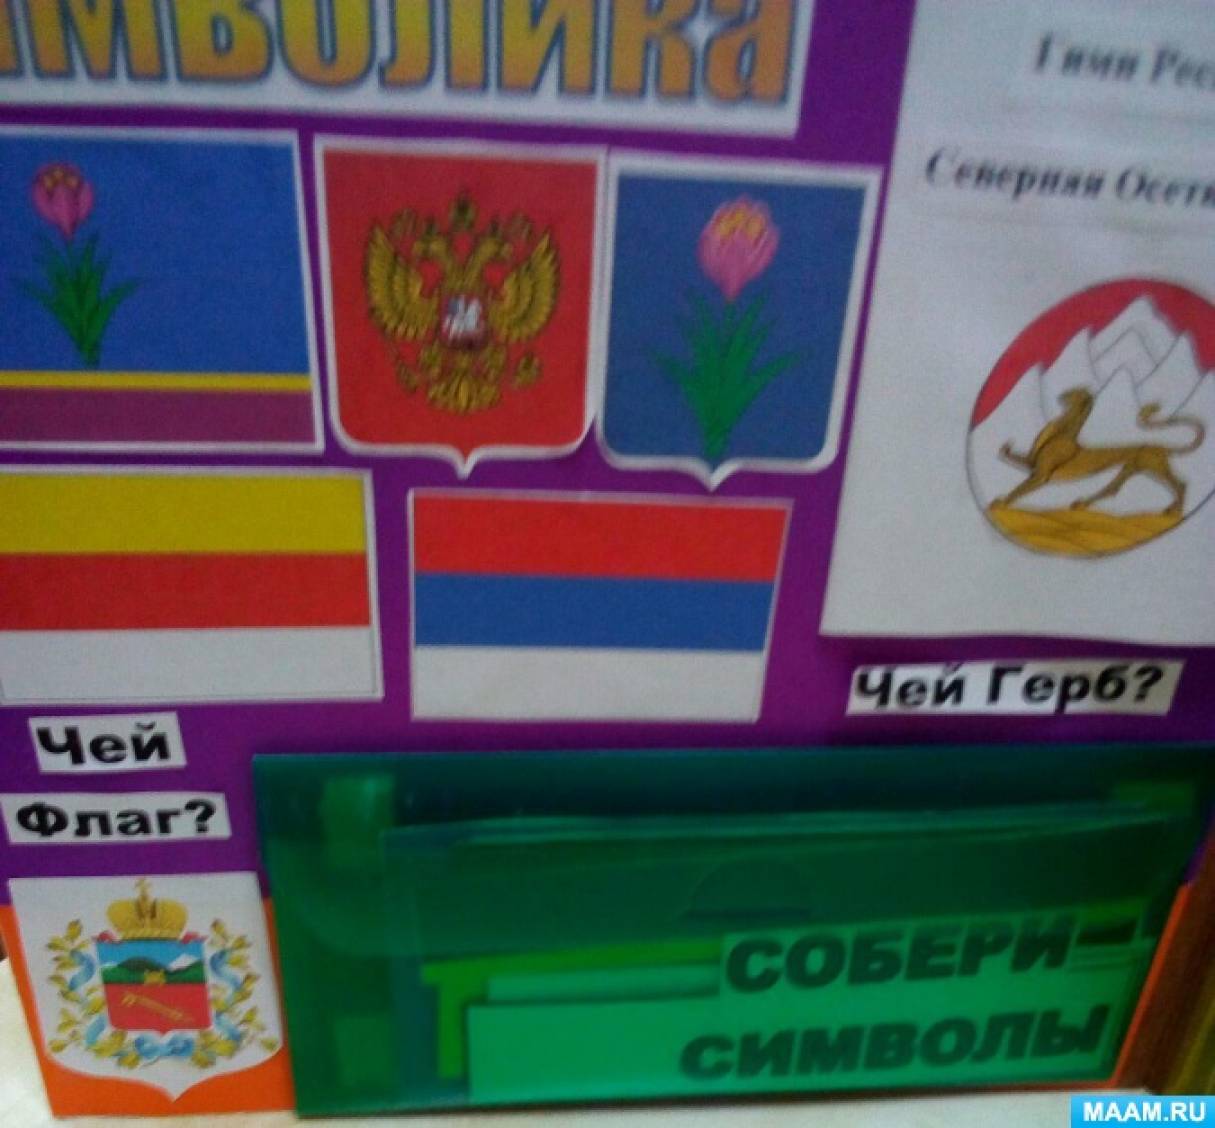 имволика
Гимн Рес
Северная Осет
Чей Герб?
Чей
Флаг?
СОБЕРИ-
СИМВОЛЫ
MAAM.RU